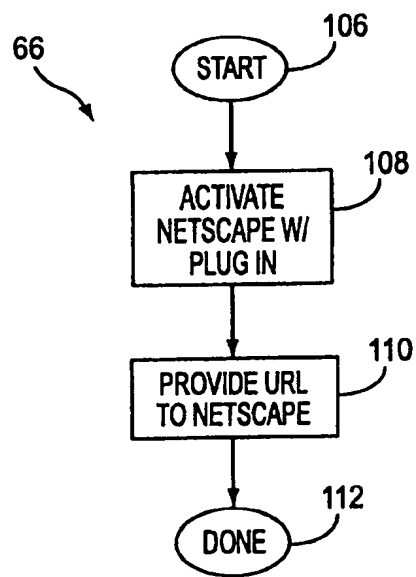 66
106
START
108
ACTIVATE
NETSCAPE W/
PLUG IN
110
PROVIDE URL
TO NETSCAPE
112
DONE